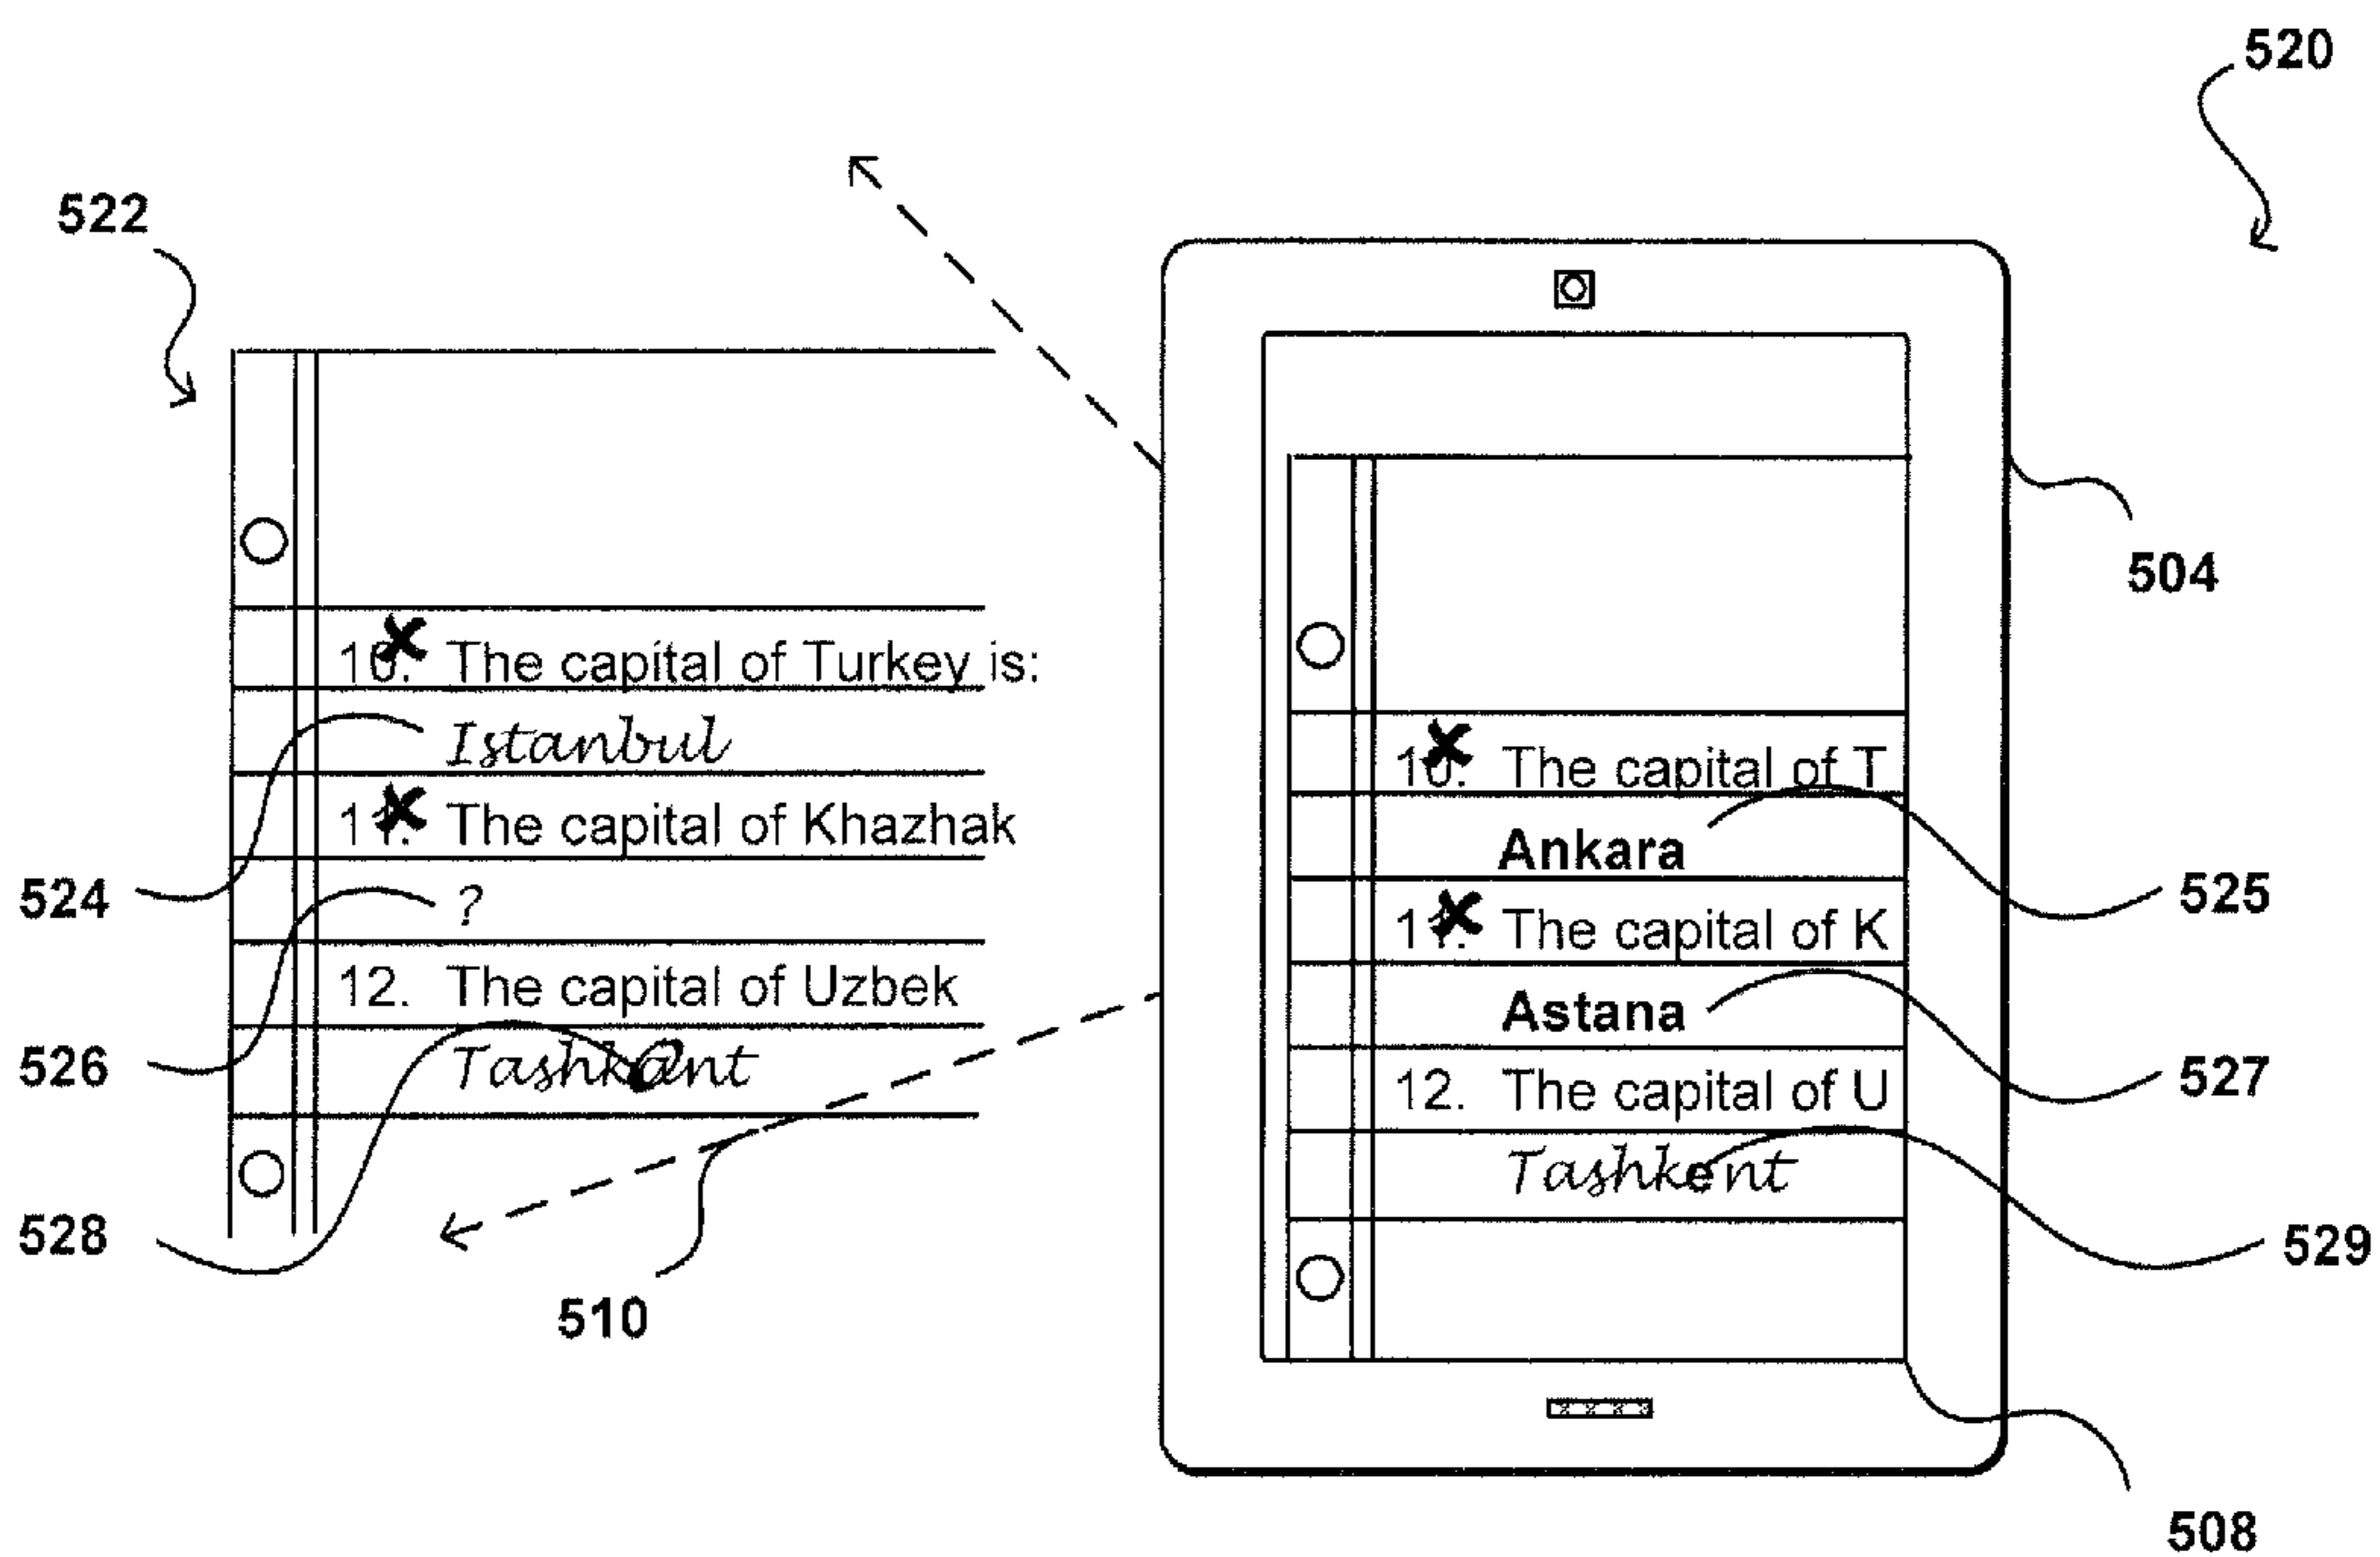 520
522
10. The capital of Turkey is:
Istanbul
11. The capital of Khazhak
?
12. The capital of Uzbek
Tashkant
524
526
528
510
10. The capital of T
Ankara
11. The capital of K
Astana
12. The capital of U
Tashkent
504
525
527
529
508